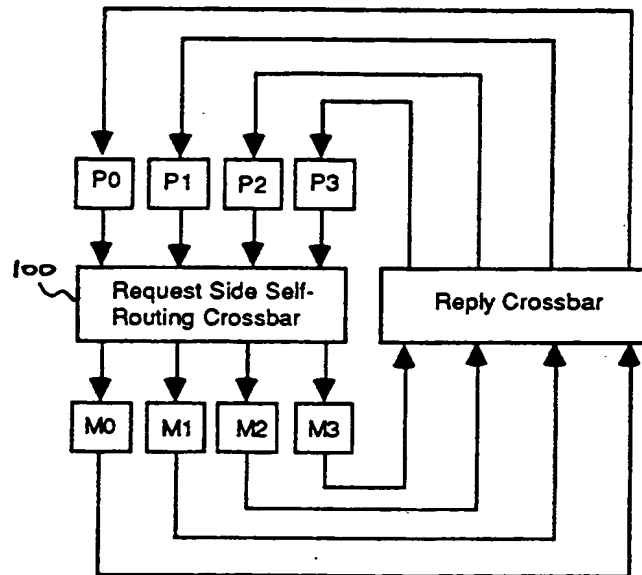 P0 P1 P2 P3
100
Request Side Self-
Routing Crossbar
Reply Crossbar
M0 M1 M2 M3